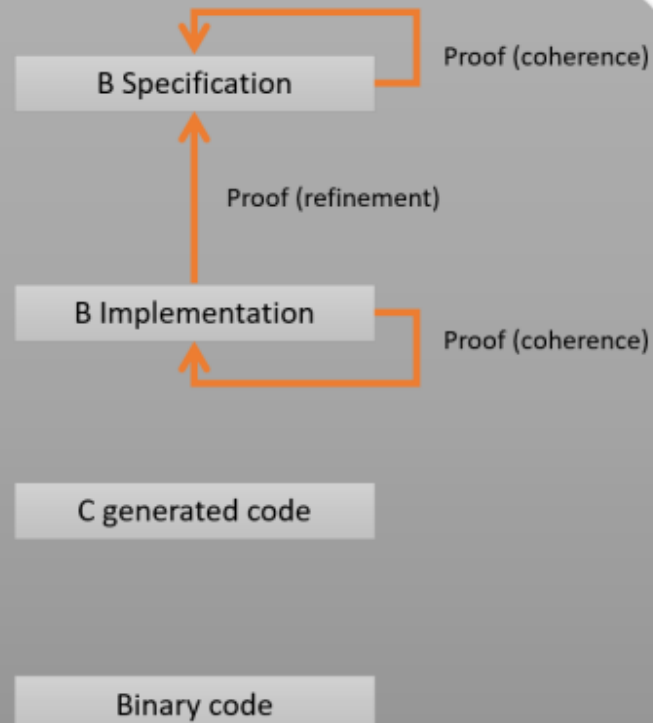 Proof (coherence)
B Specification
Proof (refinement)
B Implementation
Proof (coherence)
C generated code
Binary code